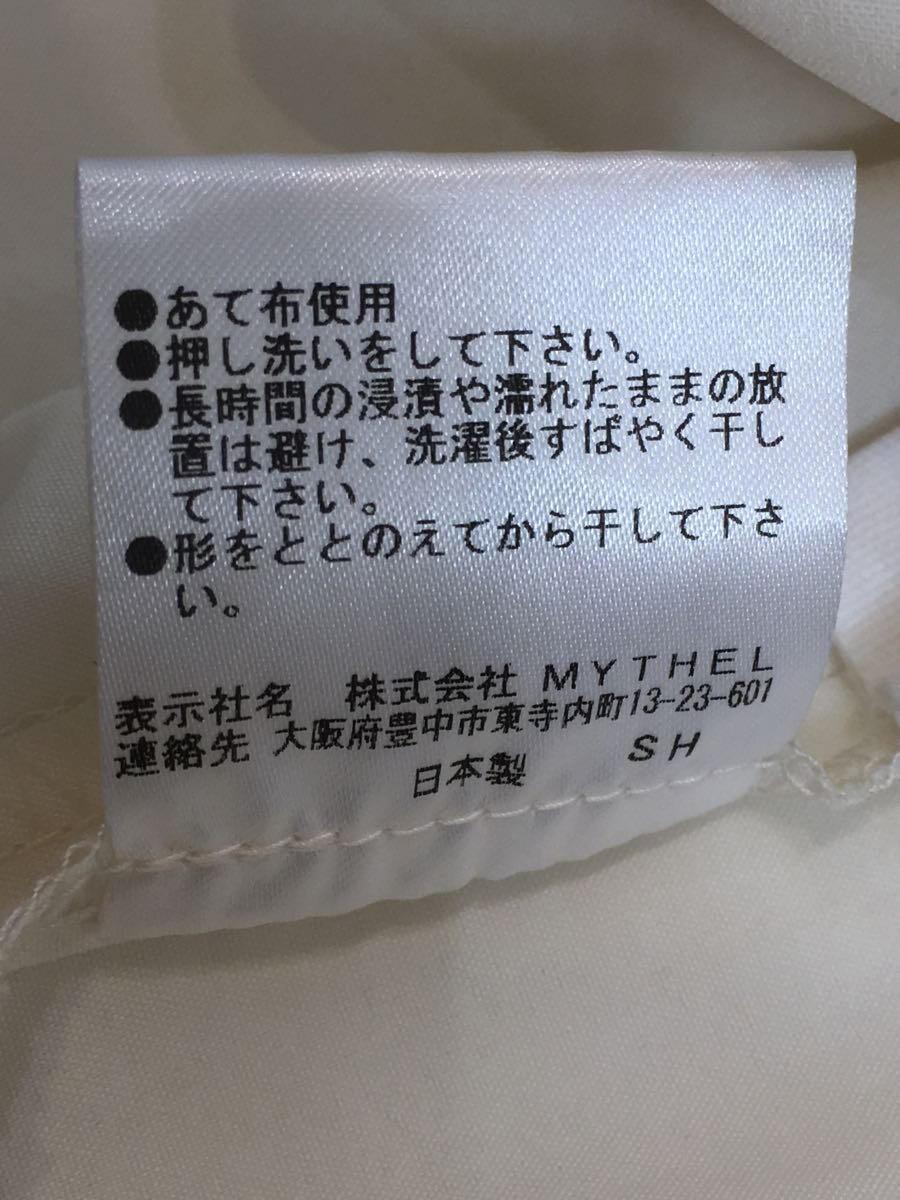 ●あて布使用
●押し洗いをして下さい。
●長時間の浸漬や濡れたままの放
置は避け、洗濯後すばやく干し
て下さい。
●形をととのえてから干して下さ
い。
表示社名 株式会社 MYTHEL
連絡先 大阪府豊中市東寺内町13-23-601
日本製 SH